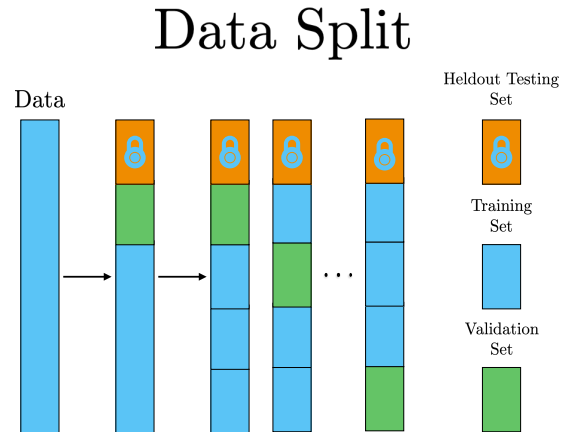 Data Split
Data
Heldout Testing
Set
Training
Set
Validation
Set